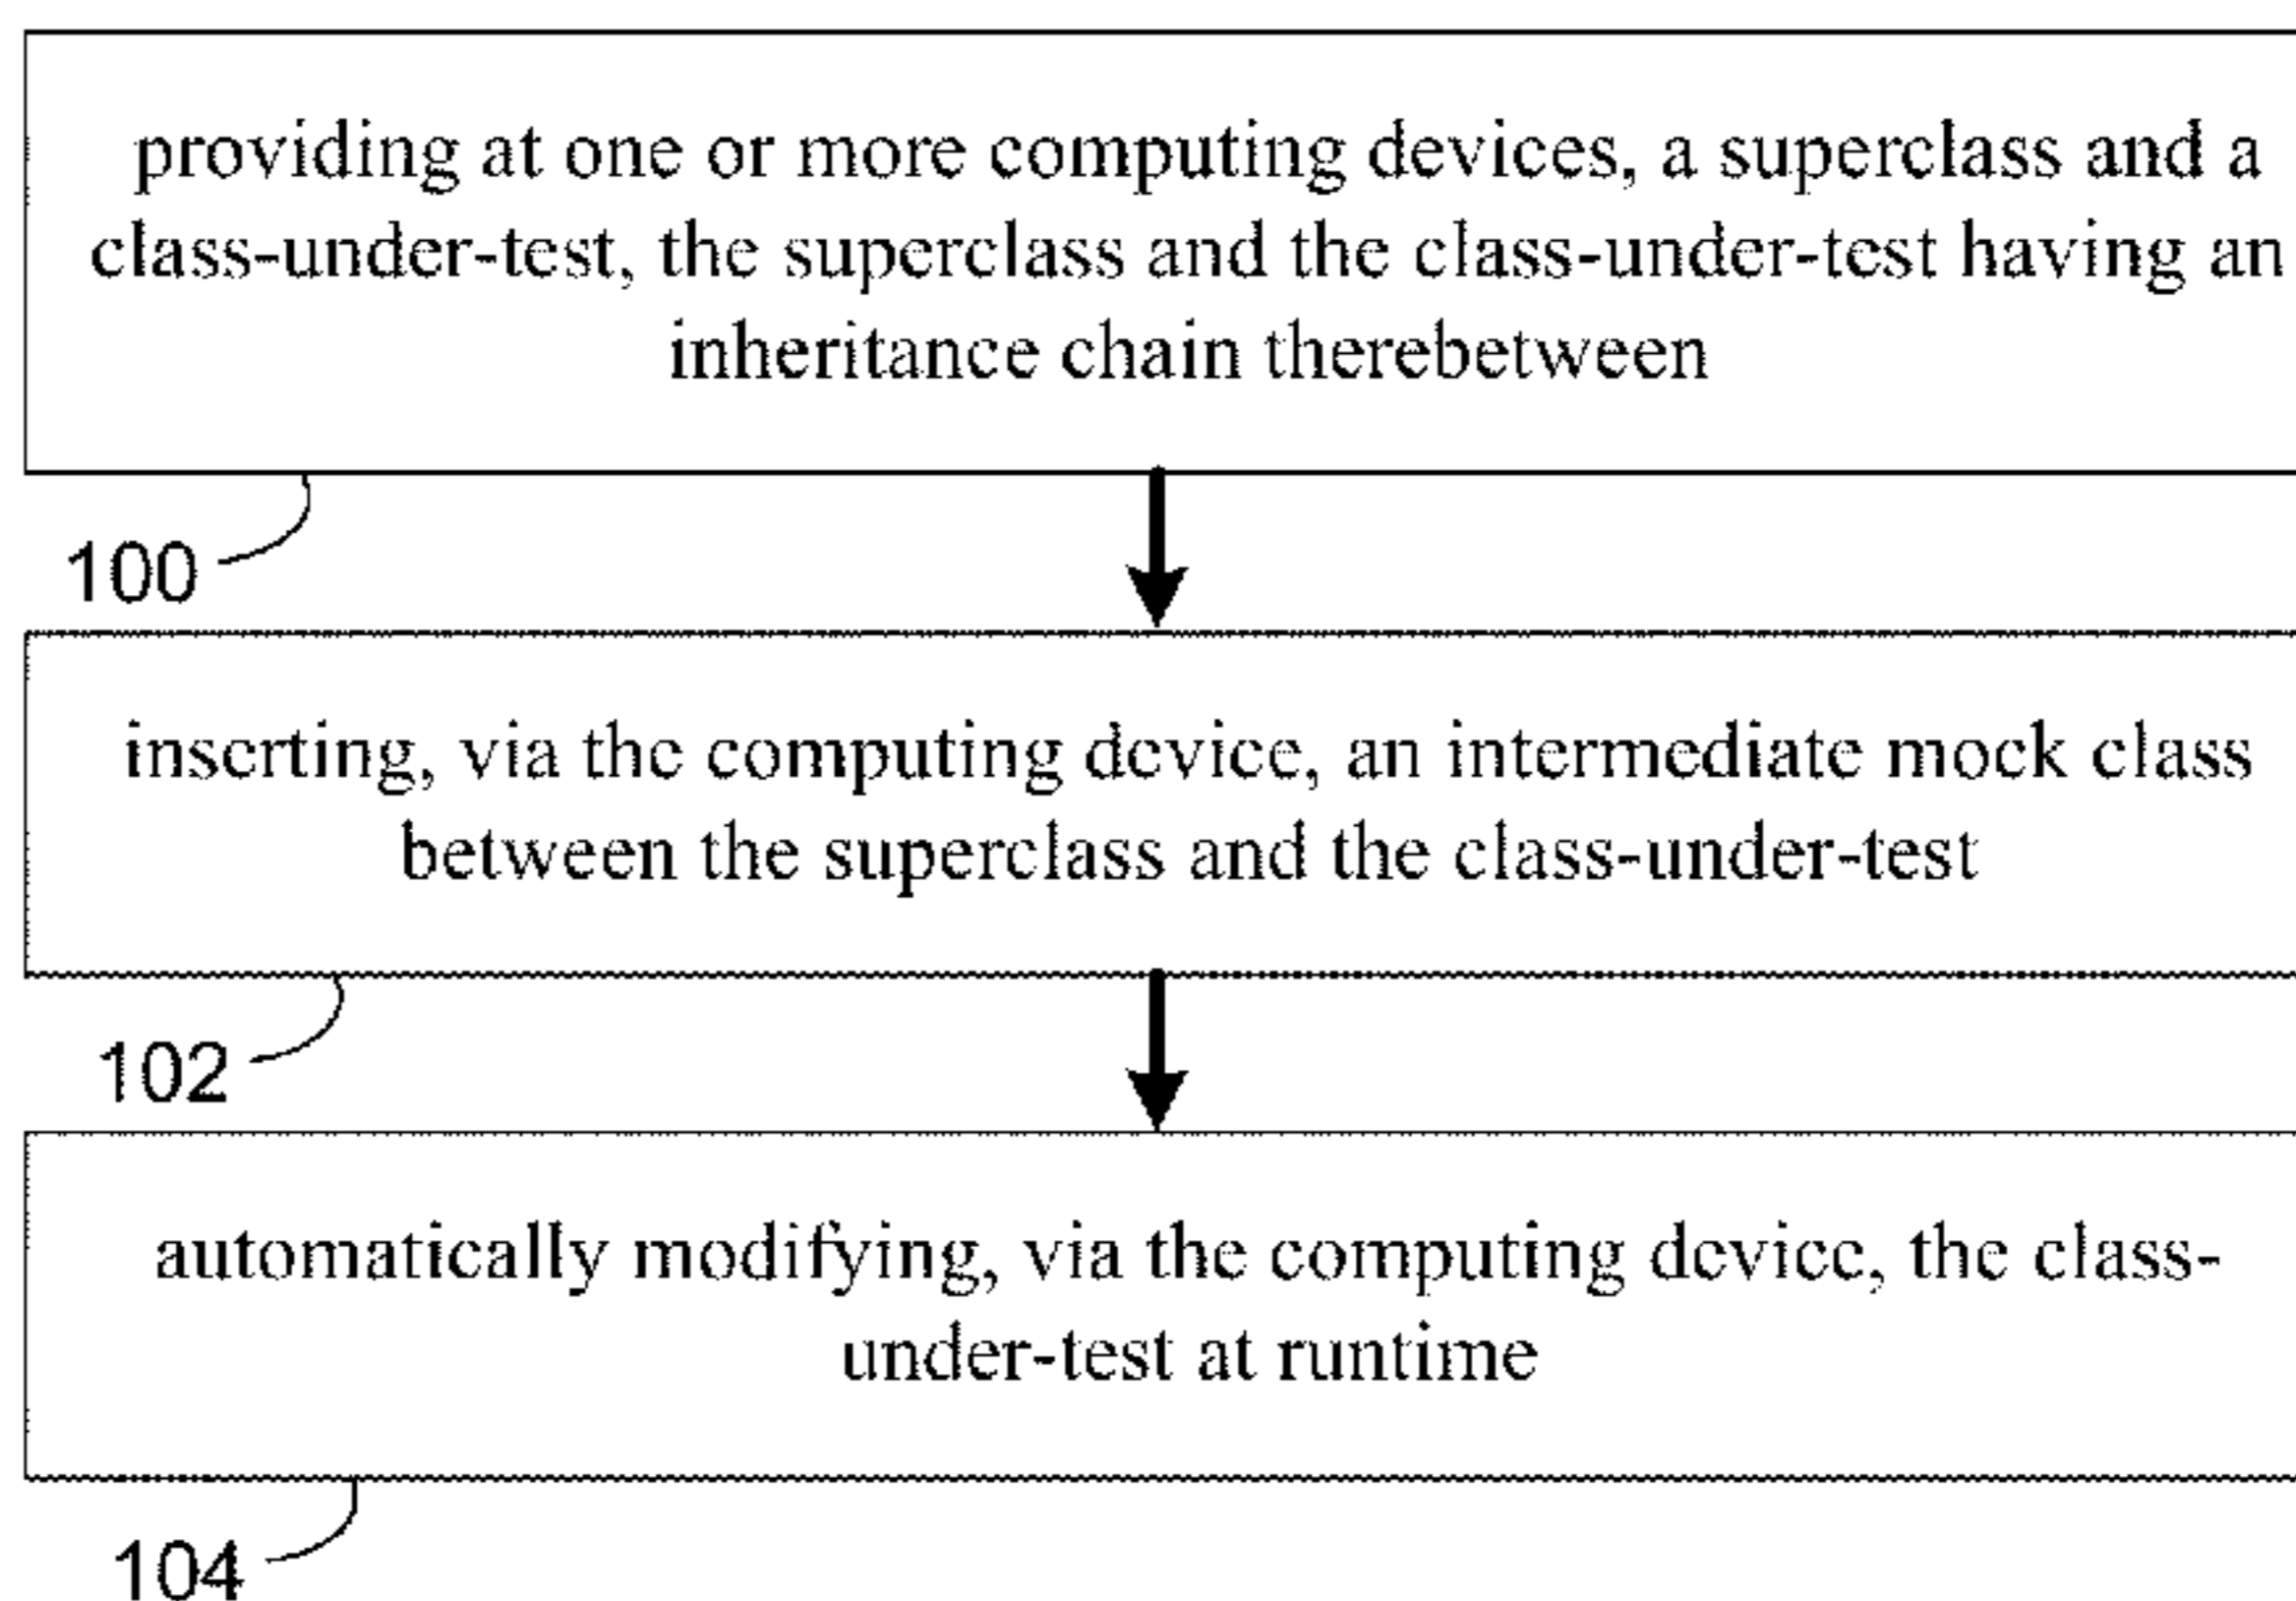 providing at one or more computing devices, a superclass and a
class-under-test, the superclass and the class-under-test having an
inheritance chain therebetween
100
inserting, via the computing device, an intermediate mock class
between the superclass and the class-under-test
102
automatically modifying, via the computing device, the class-
under-test at runtime
104